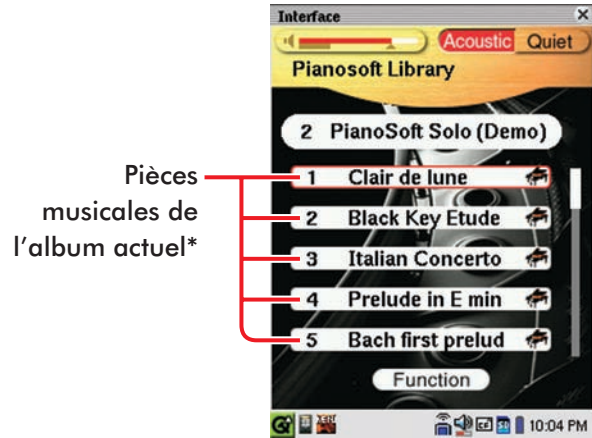 Interface
Acoustic Quiet
Pianosoft Library
2 PianoSoft Solo (Demo)
Pièces
musicales de
l'album actuel*
1 Clair de lune
2 Black Key Etude
3 Italian Concerto
4 Prelude in E min
5 Bach first prelud
Function
10:04 PM